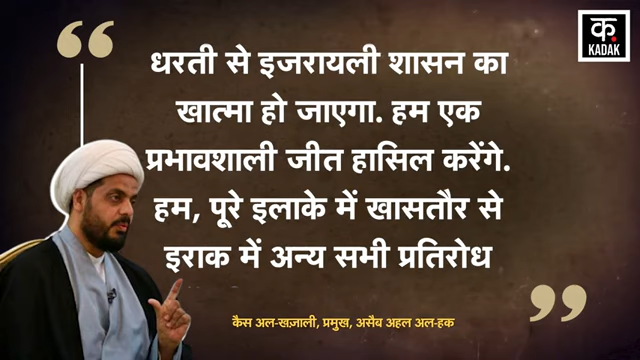 क
KADAK
धरती से इजरायली शासन का
खात्मा हो जाएगा. हम एक
प्रभावशाली जीत हासिल करेंगे.
हम, पूरे इलाके में खासतौर से
इराक में अन्य सभी प्रतिरोध
कैस अल-खज़ाली, प्रमुख, असैब अहल अल-हक